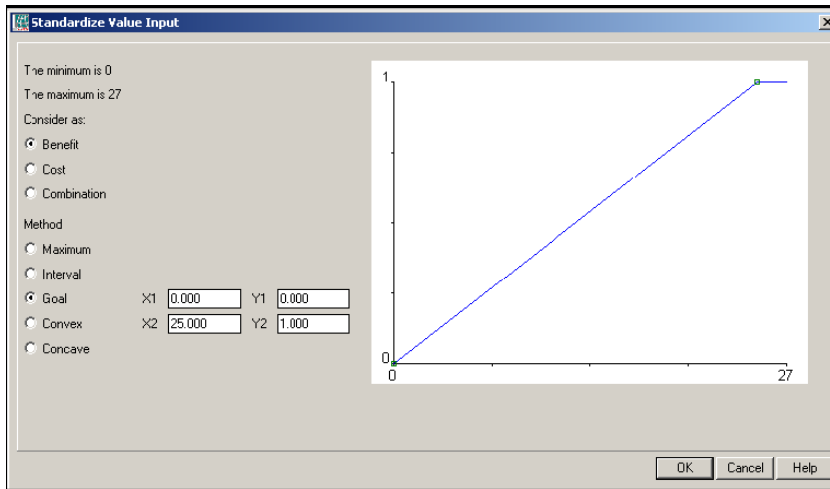 Standardize Value Input
The minimum is 0
The maximum is 27
Consider as:
Benefit
Cost
Combination
Method
Maximum
Interval
Goal X1 0.000 Y1 0.000
Convex X2 25.000 Y2 1.000
Concave
1
0
0 27
OK Cancel Help